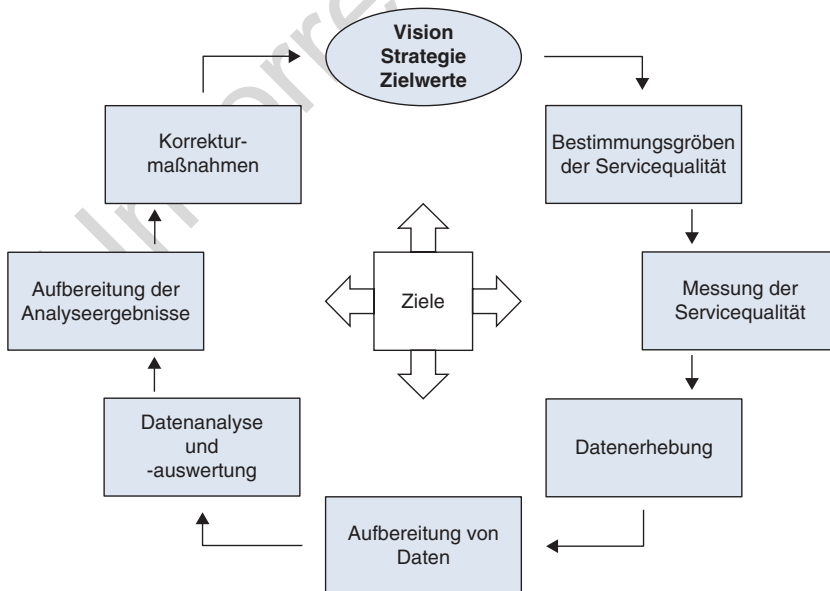 Vision
Strategie
Zielwerte
Bestimmungsgröben
der Servicequalität
Messung der
Servicequalität
Datenerhebung
Aufbereitung von
Daten
Datenanalyse
und
-auswertung
Aufbereitung der
Analyseergebnisse
Korrektur-
maßnahmen
Ziele